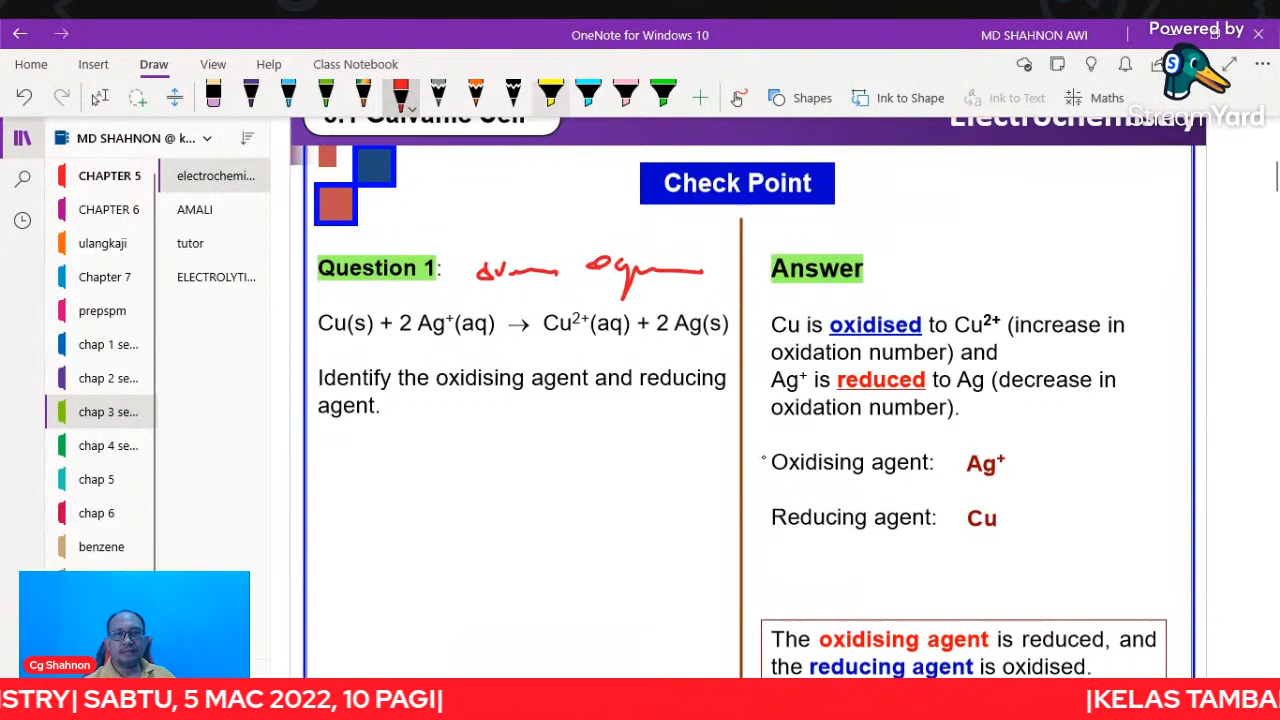 OneNote for Windows 10
MD SHAHNON AWI
Powered by
StreamYard
Home Insert Draw View Help Class Notebook
Shapes Ink to Shape Ink to Text Maths
MD SHAHNON @ k...
CHAPTER 5
CHAPTER 6
ulangkaji
Chapter 7
prepspm
chap 1 se...
chap 2 se...
chap 3 se...
chap 4 se...
chap 5
chap 6
benzene
electrochemi...
AMALI
tutor
ELECTROLYTI...
Galvanic Cell
Electrochemistry
Check Point
Question 1:
Cu(s) + 2 Ag⁺(aq) → Cu²⁺(aq) + 2 Ag(s)
Identify the oxidising agent and reducing
agent.
Answer
Cu is oxidised to Cu²⁺ (increase in
oxidation number) and
Ag⁺ is reduced to Ag (decrease in
oxidation number).
Oxidising agent: Ag⁺
Reducing agent: Cu
The oxidising agent is reduced, and
the reducing agent is oxidised.
Cg Shahnon
ISTRY| SABTU, 5 MAC 2022, 10 PAGI| |KELAS TAMBA